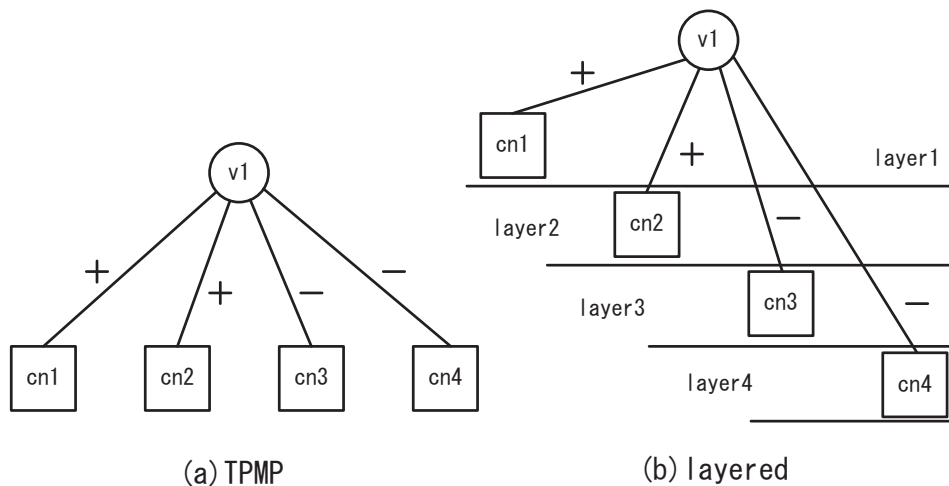 v1
+
+
−
−
cn1
cn2
cn3
cn4
(a) TPMP
v1
+
cn1
+
layer1
layer2
cn2
−
layer3
cn3
−
layer4
cn4
(b) layered